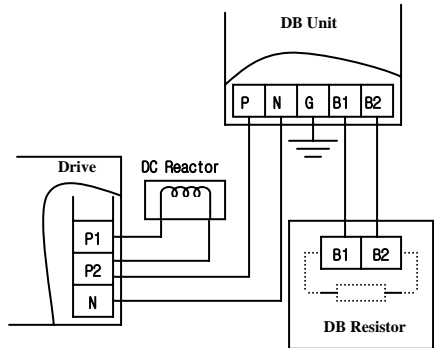 DB Unit
P N G B1 B2
Drive
DC Reactor
P1
P2
N
B1 B2
DB Resistor